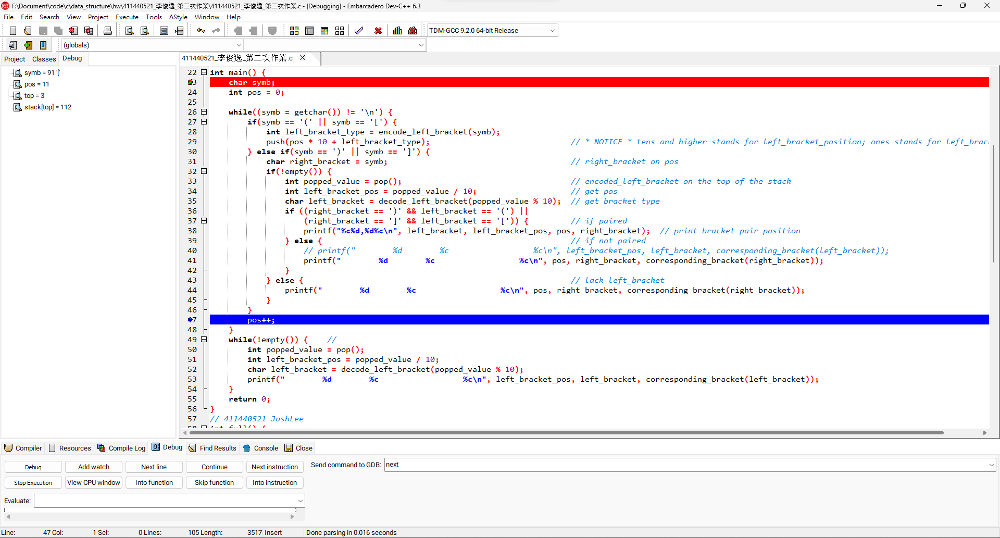 F:\Document\code\c\data_structure\hw\411440521_李俊逸_第二次作業\411440521_李俊逸_第二次作業.c - [Debugging] - Embarcadero Dev-C++ 6.3
File Edit Search View Project Execute Tools AStyle Window Help
TDM-GCC 9.2.0 64-bit Release
(globals)
Project Classes Debug
411440521_李俊逸_第二次作業.c
symb = 91 '['
pos = 11
top = 3
stack[top] = 112
22 int main() {
23 char symb;
24 int pos = 0;
25
26 while((symb = getchar()) != '\n') {
27 if(symb == '(' || symb == '[') {
28 int left_bracket_type = encode_left_bracket(symb);
29 push(pos * 10 + left_bracket_type); // * NOTICE * tens and higher stands for left_bracket_position; ones stands for left_brac
30 } else if(symb == ')' || symb == ']') {
31 char right_bracket = symb; // right_bracket on pos
32 if(!empty()) {
33 int popped_value = pop(); // encoded_left_bracket on the top of the stack
34 int left_bracket_pos = popped_value / 10; // get pos
35 char left_bracket = decode_left_bracket(popped_value % 10); // get bracket type
36 if ((right_bracket == ')' && left_bracket == '(') ||
37 (right_bracket == ']' && left_bracket == '[')) { // if paired
38 printf("%c%d,%d%c\n", left_bracket, left_bracket_pos, pos, right_bracket); // print bracket pair position
39 } else { // if not paired
40 // printf(" %d %c %c\n", left_bracket_pos, left_bracket, corresponding_bracket(left_bracket));
41 printf(" %d %c %c\n", pos, right_bracket, corresponding_bracket(right_bracket));
42 }
43 } else { // lack left_bracket
44 printf(" %d %c %c\n", pos, right_bracket, corresponding_bracket(right_bracket));
45 }
46 }
47 pos++;
48 }
49 while(!empty()) { //
50 int popped_value = pop();
51 int left_bracket_pos = popped_value / 10;
52 char left_bracket = decode_left_bracket(popped_value % 10);
53 printf(" %d %c %c\n", left_bracket_pos, left_bracket, corresponding_bracket(left_bracket));
54 }
55 return 0;
56 }
57 // 411440521 JoshLee
58 int full() {
Compiler Resources Compile Log Debug Find Results Console Close
Debug Add watch Next line Continue Next instruction Send command to GDB: next
Stop Execution View CPU window Into function Skip function Into instruction
Evaluate:
Line: 47 Col: 1 Sel: 0 Lines: 105 Length: 3517 Insert Done parsing in 0.016 seconds